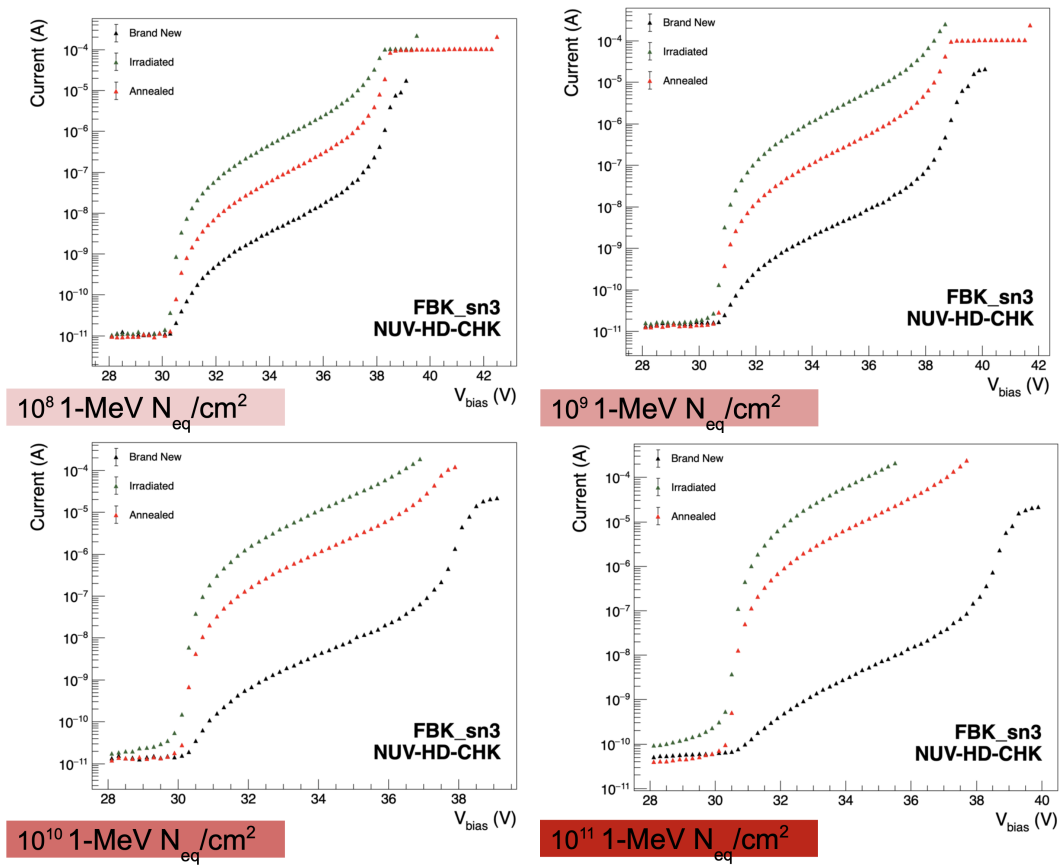 Current (A)
Brand New
Irradiated
Annealed
10⁻⁴
10⁻⁵
10⁻⁶
10⁻⁷
10⁻⁸
10⁻⁹
10⁻¹⁰
10⁻¹¹
FBK_sn3
NUV-HD-CHK
28 30 32 34 36 38 40 42
V_bias (V)
10⁸ 1-MeV N_eq/cm²
Current (A)
Brand New
Irradiated
Annealed
10⁻⁴
10⁻⁵
10⁻⁶
10⁻⁷
10⁻⁸
10⁻⁹
10⁻¹⁰
10⁻¹¹
FBK_sn3
NUV-HD-CHK
28 30 32 34 36 38 40 42
V_bias (V)
10⁹ 1-MeV N_eq/cm²
Current (A)
Brand New
Irradiated
Annealed
10⁻⁴
10⁻⁵
10⁻⁶
10⁻⁷
10⁻⁸
10⁻⁹
10⁻¹⁰
10⁻¹¹
FBK_sn3
NUV-HD-CHK
28 30 32 34 36 38
V_bias (V)
10¹⁰ 1-MeV N_eq/cm²
Current (A)
Brand New
Irradiated
Annealed
10⁻⁴
10⁻⁵
10⁻⁶
10⁻⁷
10⁻⁸
10⁻⁹
10⁻¹⁰
10⁻¹¹
FBK_sn3
NUV-HD-CHK
28 30 32 34 36 38 40
V_bias (V)
10¹¹ 1-MeV N_eq/cm²